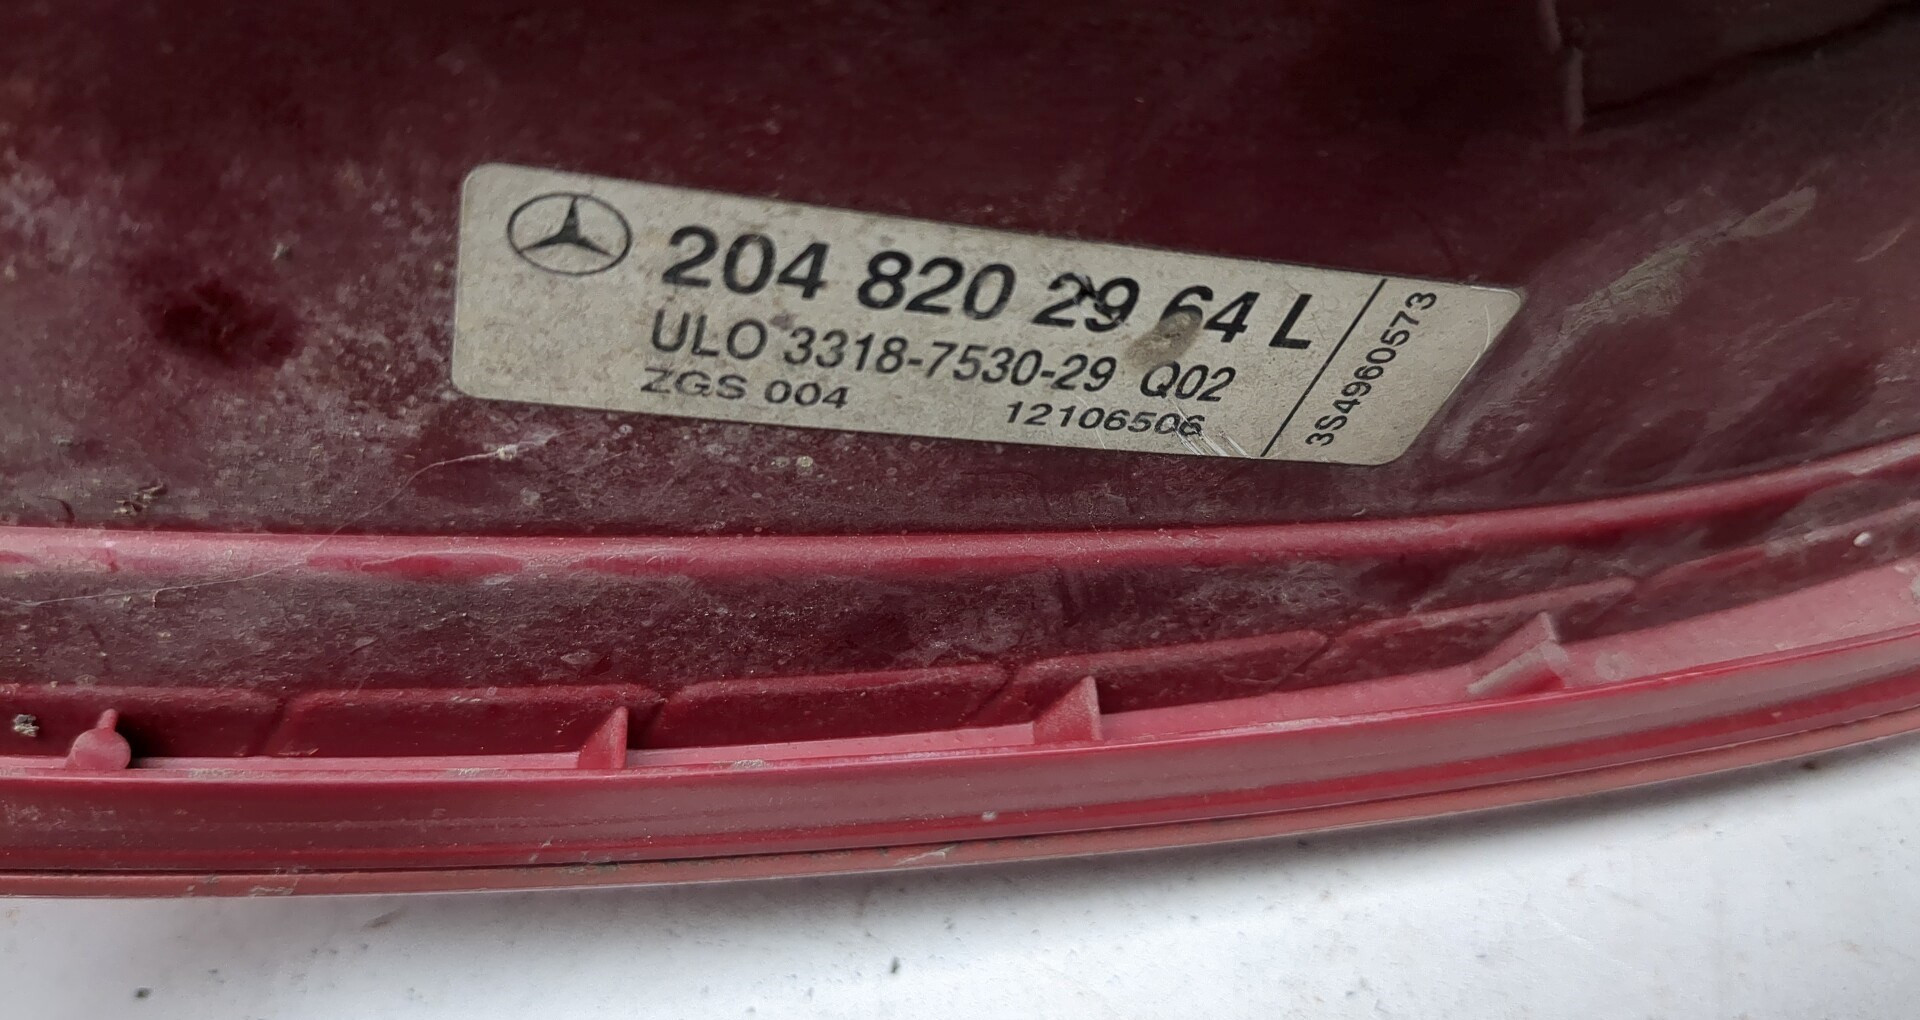 204 820 29 64 L
ULO 3318-7530-29 Q02
ZGS 004 12106506
3S4960573